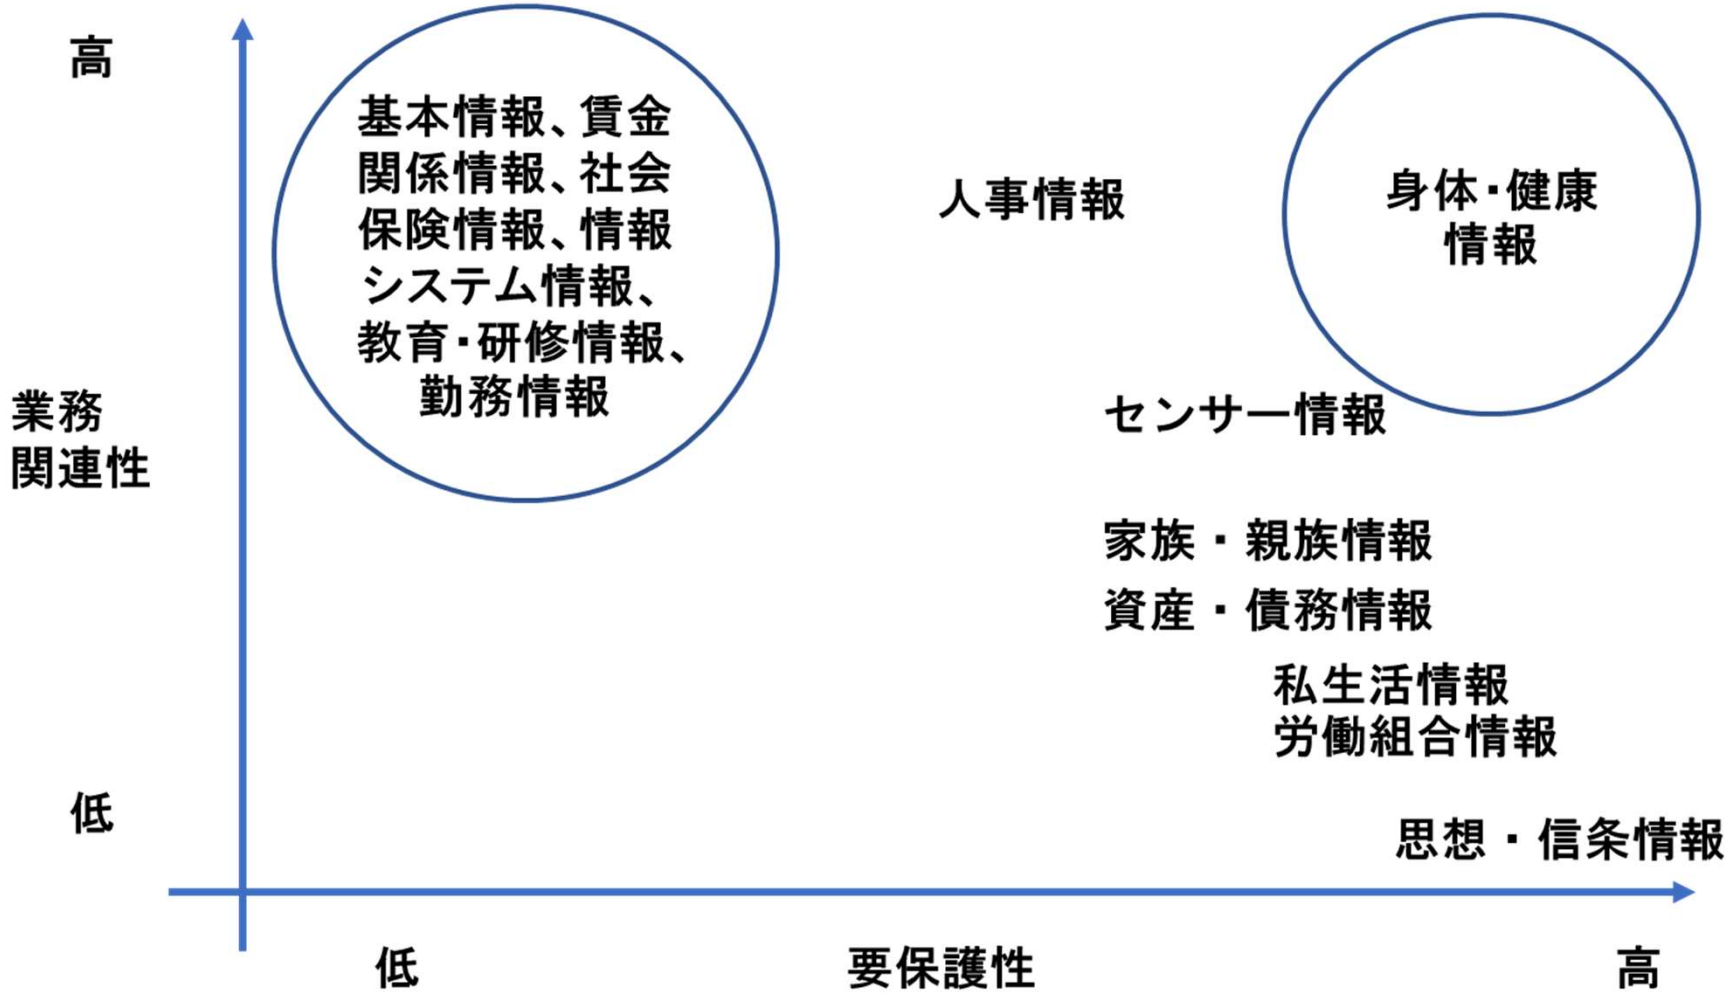 高
基本情報、賃金
関係情報、社会
保険情報、情報
システム情報、
教育・研修情報、
勤務情報
人事情報
身体・健康
情報
業務
関連性
センサー情報
家族・親族情報
資産・債務情報
私生活情報
労働組合情報
低
思想・信条情報
低
要保護性
高